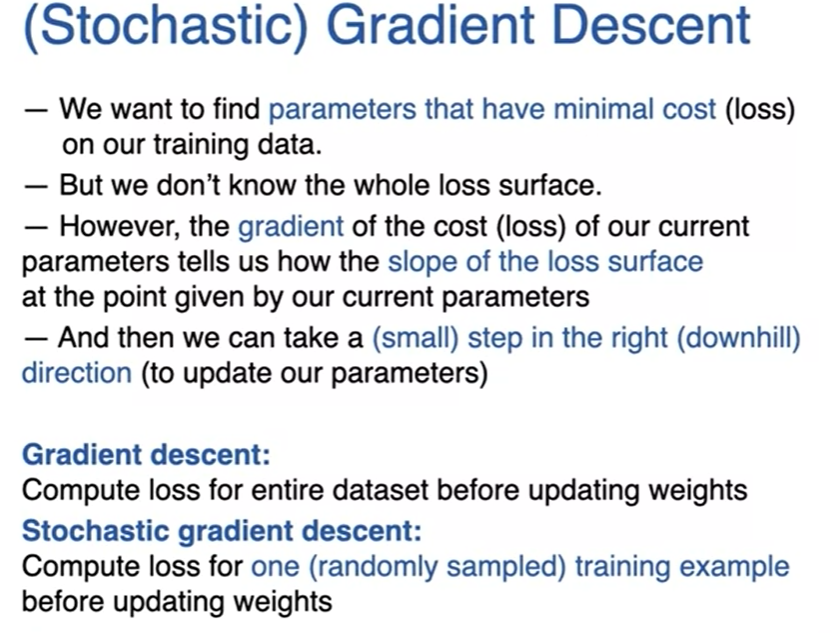 (Stochastic) Gradient Descent
— We want to find parameters that have minimal cost (loss)
on our training data.
— But we don't know the whole loss surface.
— However, the gradient of the cost (loss) of our current
parameters tells us how the slope of the loss surface
at the point given by our current parameters
— And then we can take a (small) step in the right (downhill)
direction (to update our parameters)
Gradient descent:
Compute loss for entire dataset before updating weights
Stochastic gradient descent:
Compute loss for one (randomly sampled) training example
before updating weights